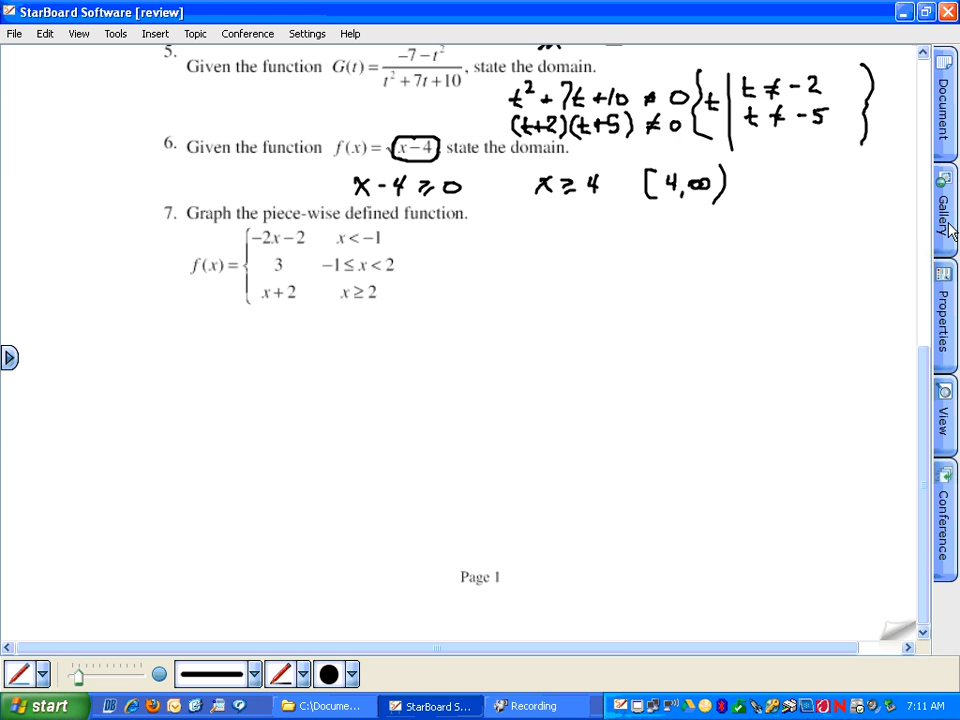 StarBoard Software [review]
File Edit View Tools Insert Topic Conference Settings Help
5. Given the function G(t) = (-7 - t²)/(t² + 7t + 10), state the domain.
t² + 7t + 10 ≠ 0 { t | t ≠ -2
(t+2)(t+5) ≠ 0 t ≠ -5 }
6. Given the function f(x) = √x-4, state the domain.
x - 4 ≥ 0 x ≥ 4 [4, ∞)
7. Graph the piece-wise defined function.
-2x - 2 x < -1
f(x) = { 3 -1 ≤ x < 2
x + 2 x ≥ 2
Page 1
Document
Gallery
Properties
View
Conference
start C:\Docume... StarBoard S... Recording 7:11 AM